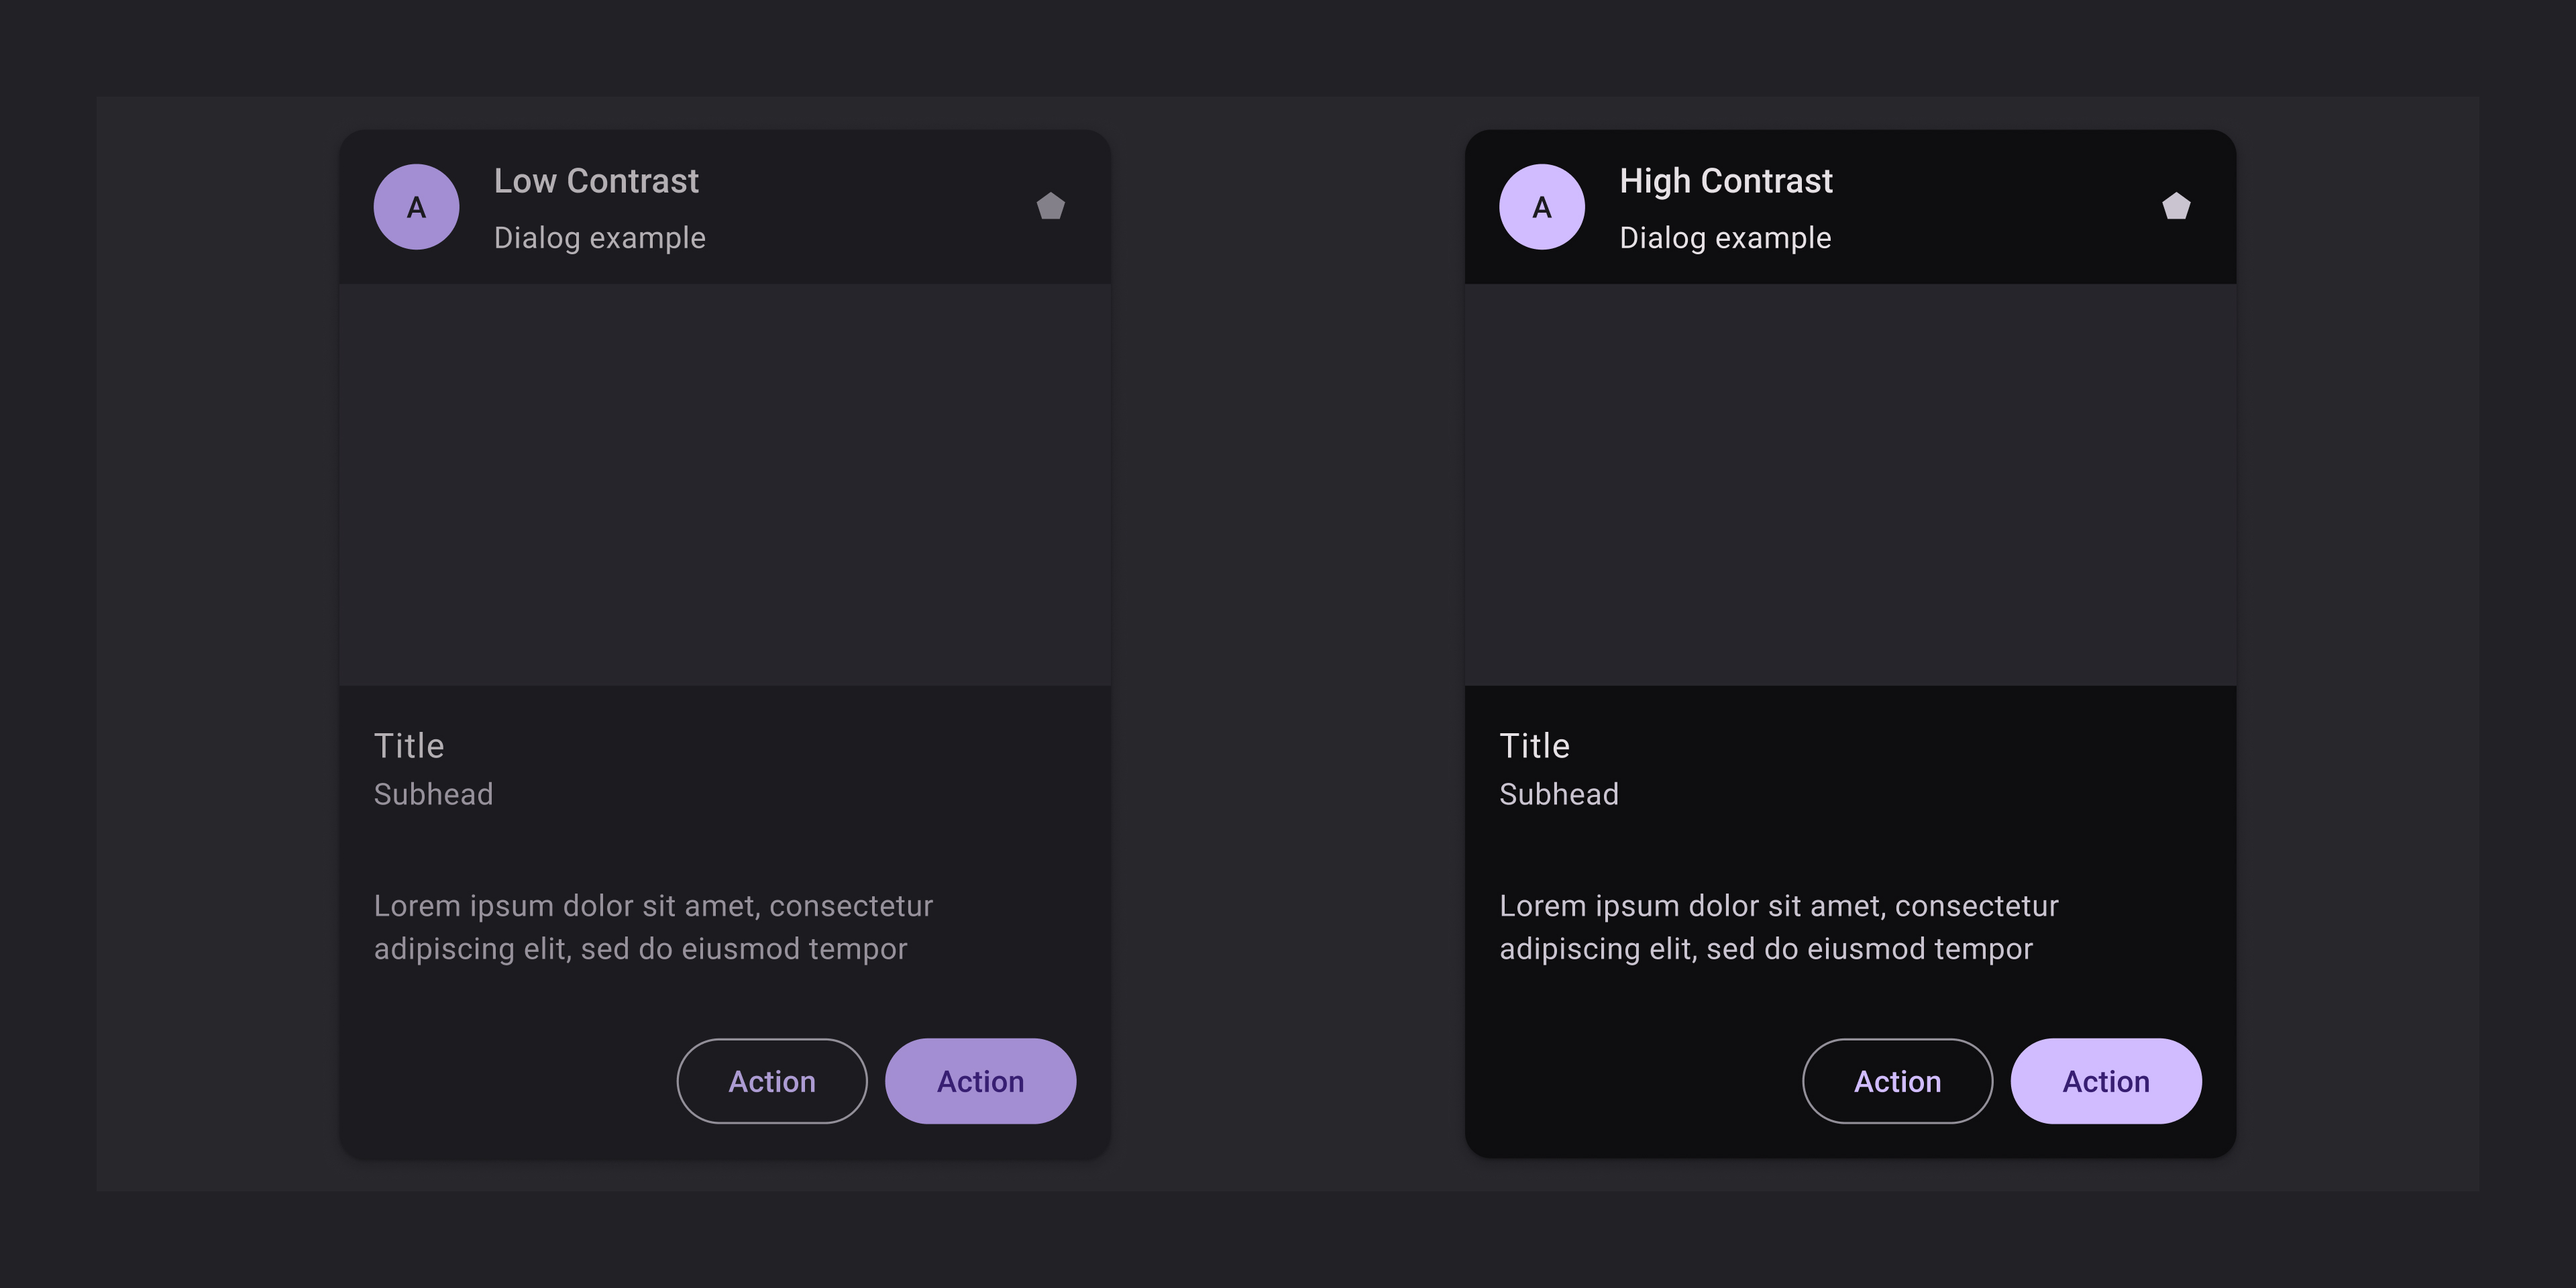 A
Low Contrast
Dialog example
Title
Subhead
Lorem ipsum dolor sit amet, consectetur
adipiscing elit, sed do eiusmod tempor
Action
Action
A
High Contrast
Dialog example
Title
Subhead
Lorem ipsum dolor sit amet, consectetur
adipiscing elit, sed do eiusmod tempor
Action
Action